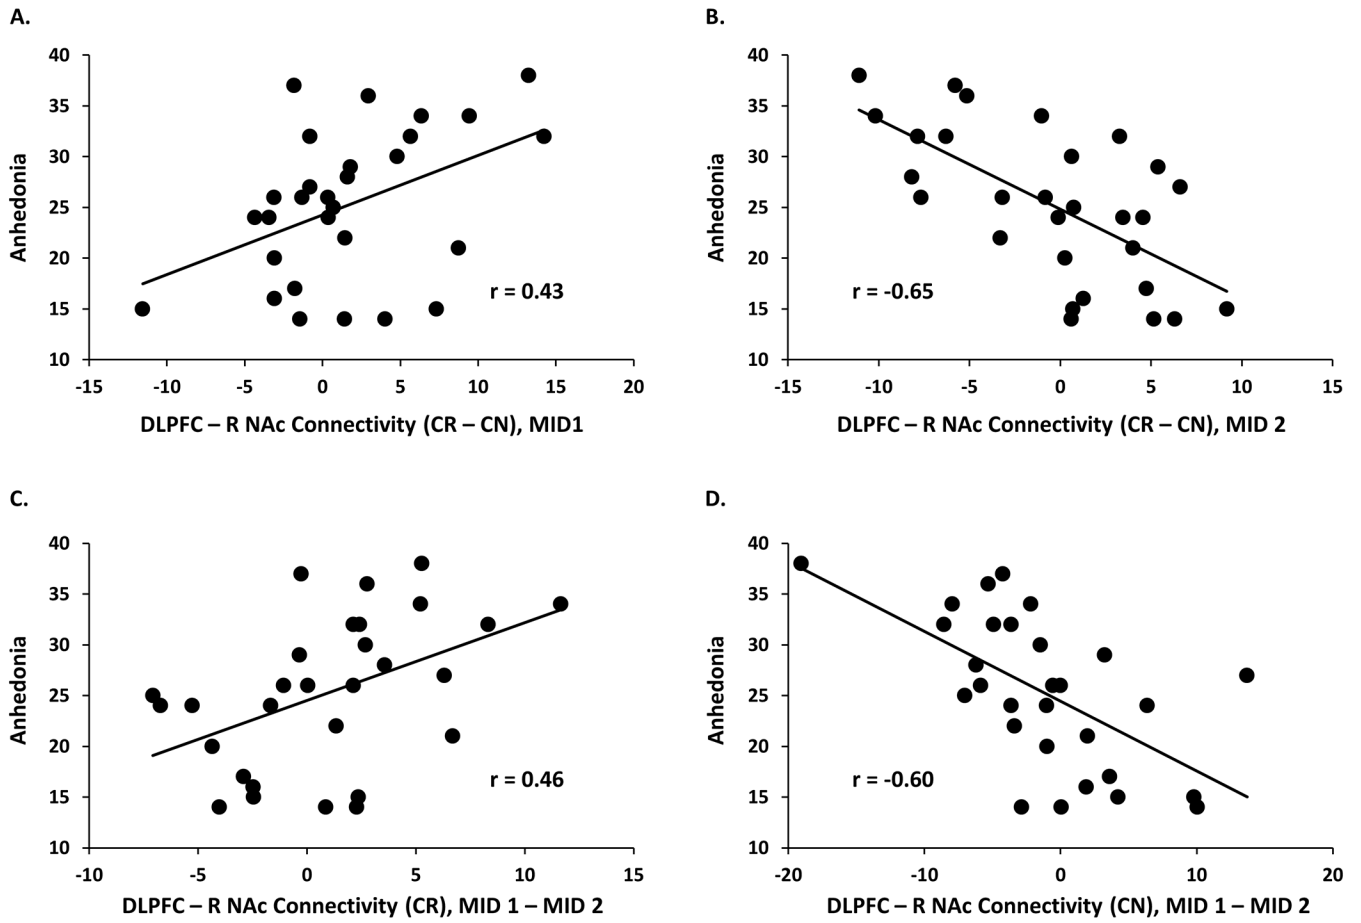 A.
40
35
30
25
20
15
10
Anhedonia
r = 0.43
-15 -10 -5 0 5 10 15 20
DLPFC – R NAc Connectivity (CR – CN), MID1
B.
40
35
30
25
20
15
10
Anhedonia
r = -0.65
-15 -10 -5 0 5 10 15
DLPFC – R NAc Connectivity (CR – CN), MID 2
C.
40
35
30
25
20
15
10
Anhedonia
r = 0.46
-10 -5 0 5 10 15
DLPFC – R NAc Connectivity (CR), MID 1 – MID 2
D.
40
35
30
25
20
15
10
Anhedonia
r = -0.60
-20 -10 0 10 20
DLPFC – R NAc Connectivity (CN), MID 1 – MID 2